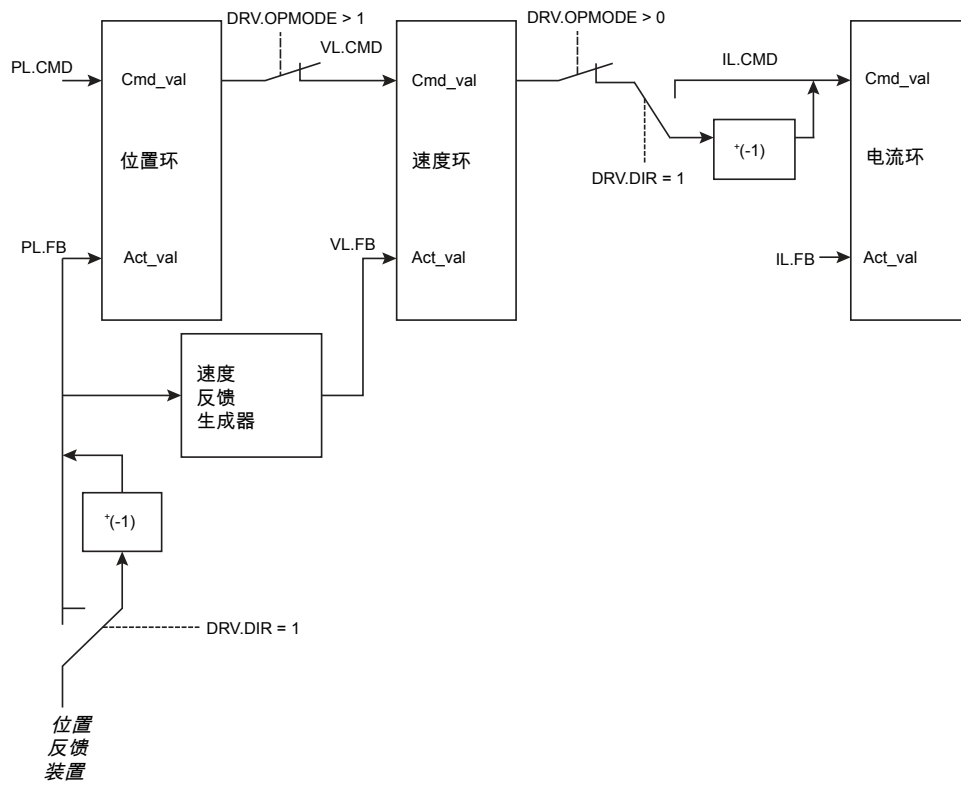 DRV.OPMODE > 1
DRV.OPMODE > 0
PL.CMD
VL.CMD
IL.CMD
Cmd_val
Cmd_val
Cmd_val
+(-1)
位置环
速度环
电流环
DRV.DIR = 1
PL.FB
VL.FB
IL.FB
Act_val
Act_val
Act_val
速度
反馈
生成器
+(-1)
DRV.DIR = 1
位置
反馈
装置